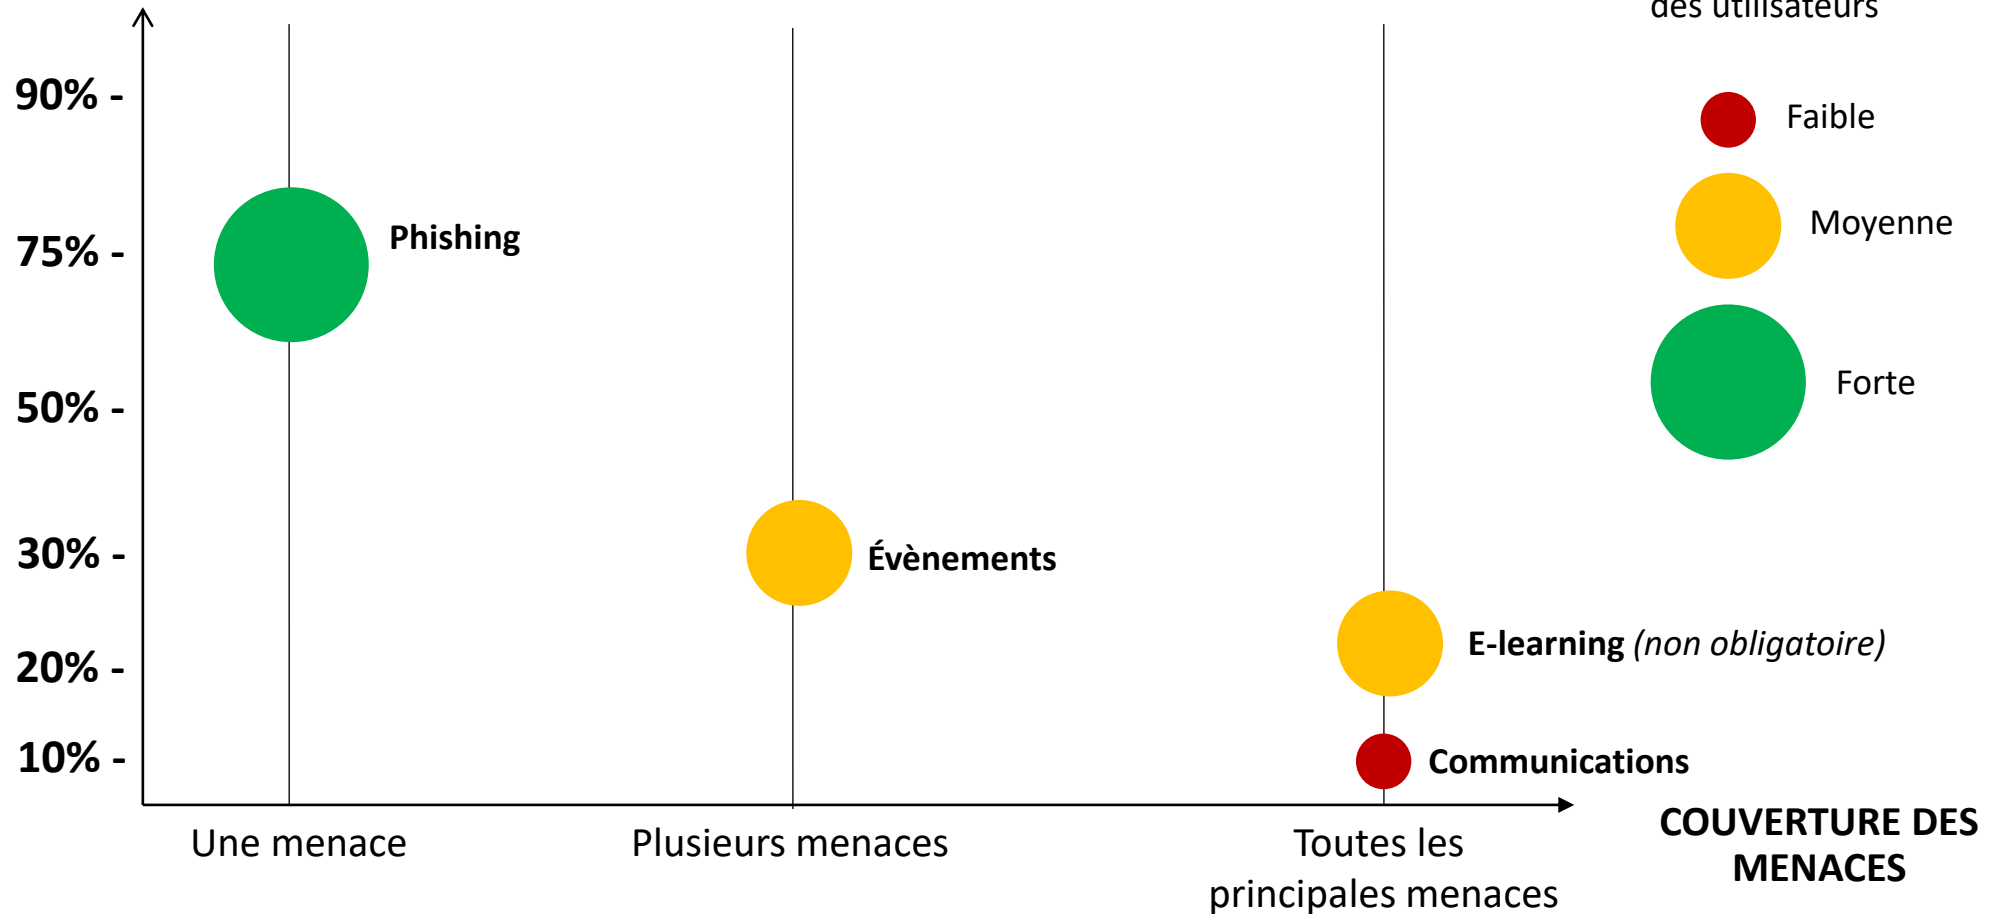 des utilisateurs
90% -
Faible
Moyenne
75% -
Phishing
50% -
Forte
30% -
Évènements
20% -
E-learning (non obligatoire)
10% -
Communications
Une menace
Plusieurs menaces
Toutes les
principales menaces
COUVERTURE DES
MENACES